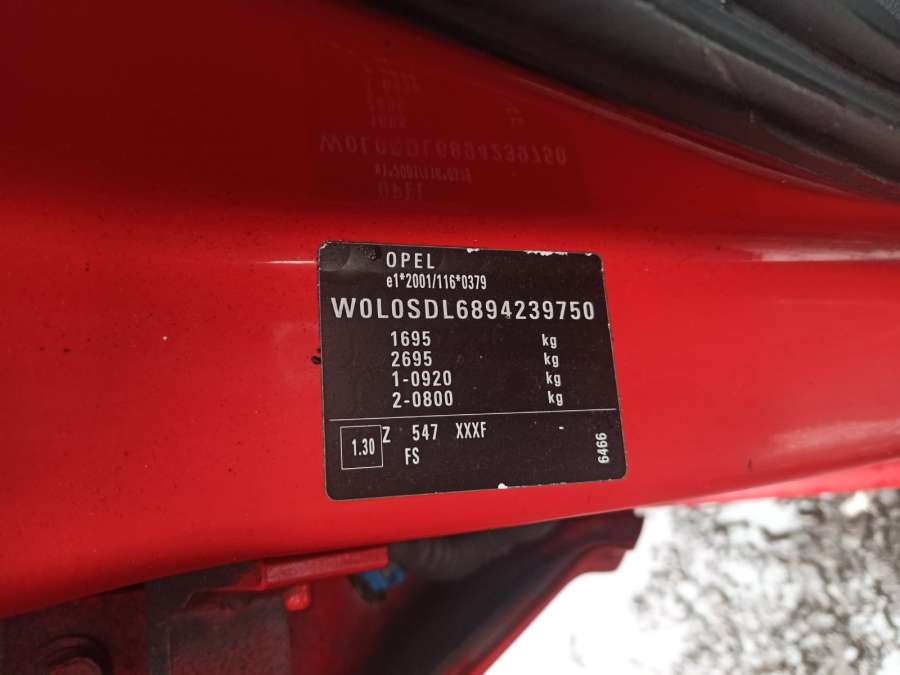 OPEL
e1*2001/116*0379
W0L0SDL6894239750
1695 kg
2695 kg
1-0920 kg
2-0800 kg
1.30 Z 547 XXXF -
FS
6466